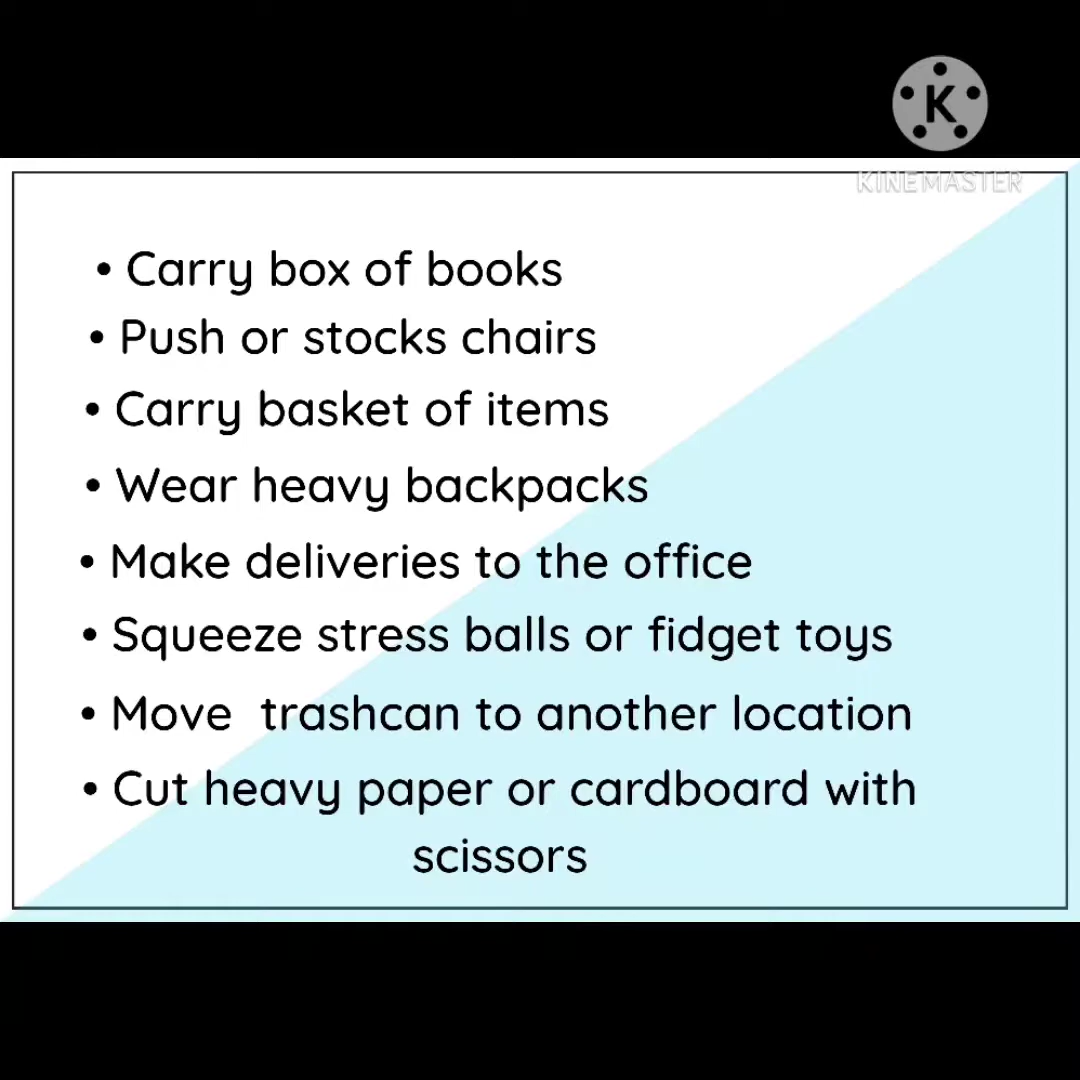 K
KINEMASTER
• Carry box of books
• Push or stocks chairs
• Carry basket of items
• Wear heavy backpacks
• Make deliveries to the office
• Squeeze stress balls or fidget toys
• Move trashcan to another location
• Cut heavy paper or cardboard with
scissors